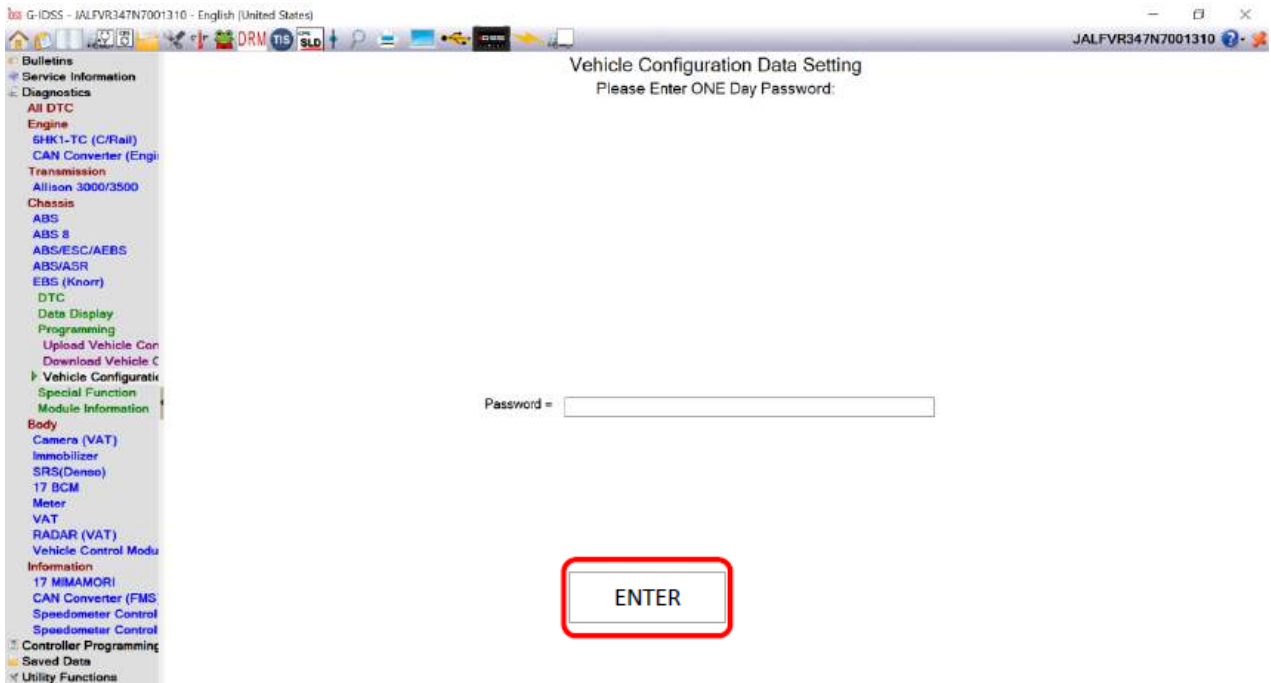 G-IDSS - JALFVR347N7001310 - English (United States)
DRM TIS SLD
JALFVR347N7001310
Bulletins
Service Information
Diagnostics
All DTC
Engine
6HK1-TC (C/Rail)
CAN Converter (Engi
Transmission
Allison 3000/3500
Chassis
ABS
ABS 8
ABS/ESC/AEBS
ABS/ASR
EBS (Knorr)
DTC
Data Display
Programming
Upload Vehicle Con
Download Vehicle C
Vehicle Configuratio
Special Function
Module Information
Body
Camera (VAT)
Immobilizer
SRS(Denso)
17 BCM
Meter
VAT
RADAR (VAT)
Vehicle Control Modu
Information
17 MIMAMORI
CAN Converter (FMS
Speedometer Control
Speedometer Control
Controller Programming
Saved Data
Utility Functions
Vehicle Configuration Data Setting
Please Enter ONE Day Password:
Password =
ENTER